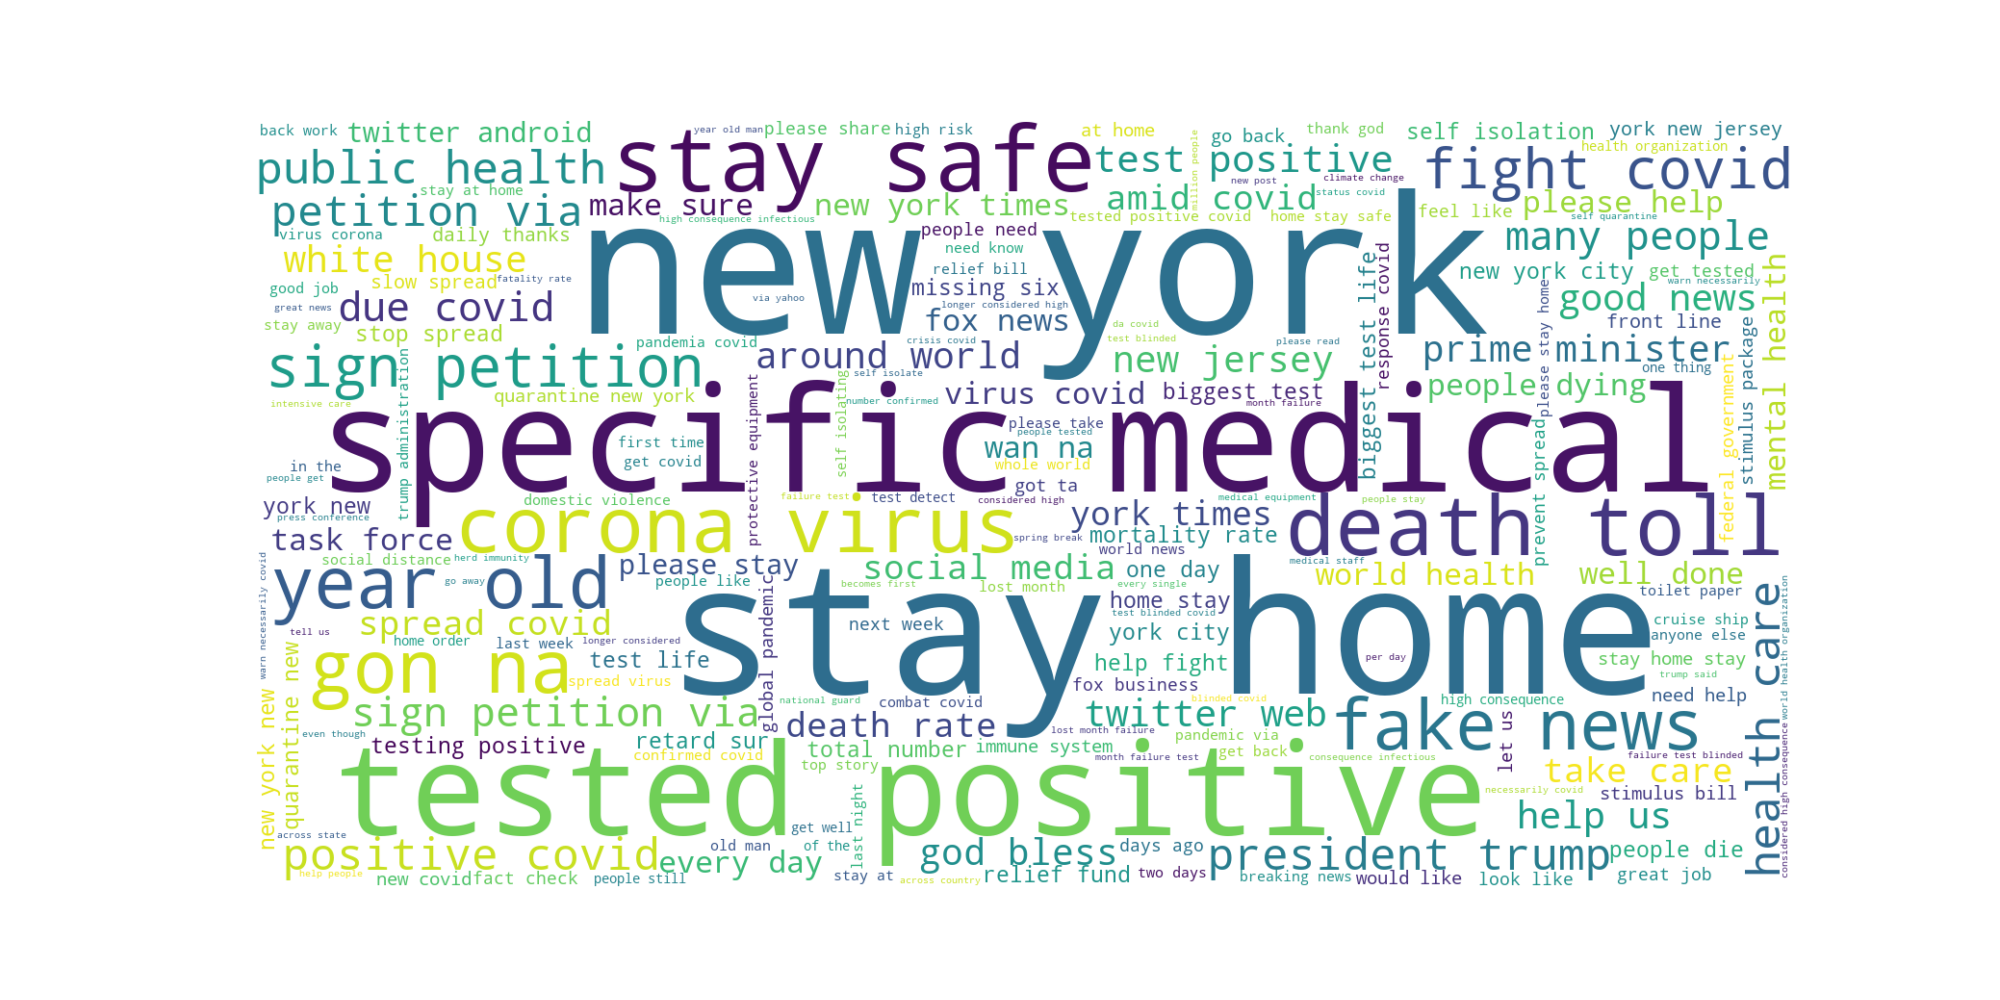 back work
twitter android
year old man
please share
high risk
at home
go back
thank god
self isolation
york new jersey
public health
stay safe
test positive
million people
fight covid
health organization
stay at home
new post
climate change
status covid
petition via
make sure
new york times
amid covid
please help
high consequence infectious
tested positive covid
home stay safe
feel like
self quarantine
virus corona
daily thanks
new york
people need
many people
need know
white house
slow spread
fatality rate
relief bill
new york city
get tested
warn necessarily
good job
missing six
via yahoo
longer considered high
good news
great news
due covid
fox news
stay away
stop spread
da covid
front line
pandemia covid
crisis covid
test blinded
please read
prime minister
sign petition
around world
new jersey
one thing
self isolate
biggest test life
response covid
please stay home
stimulus package
mental health
quarantine new york
virus covid
biggest test
people dying
intensive care
number confirmed
month failure
specific medical
please take
people tested
first time
wan na
get covid
whole world
in the
people get
got ta
trump administration
protective equipment
self isolating
federal government
prevent spread
york new
domestic violence
failure test
test detect
considered high
medical equipment
people stay
press conference
corona virus
york times
death toll
task force
spring break
mortality rate
world news
social distance
herd immunity
please stay
social media
one day
medical staff
world health
well done
year old
go away
people like
becomes first
lost month
every single
toilet paper
stay home
home stay
test blinded covid
spread covid
next week
york city
cruise ship
tell us
home order
last week
longer considered
anyone else
gon na
test life
help fight
per day
stay home stay
spread virus
fox business
trump said
global pandemic
national guard
combat covid
blinded covid
high consequence
need help
sign petition via
death rate
twitter web
fake news
even though
lost month failure
testing positive
retard sur
total number
immune system
pandemic via
let us
confirmed covid
month failure test
get back
consequence infectious
failure test blinded
top story
take care
tested positive
necessarily covid
stimulus bill
help us
warn necessarily covid
new york new
quarantine new
health care
world health organization
considered high consequence
across state
get well
last night
old man
of the
positive covid
every day
god bless
days ago
president trump
people die
help people
new covid
fact check
people still
stay at
across country
relief fund
two days
breaking news
would like
look like
great job